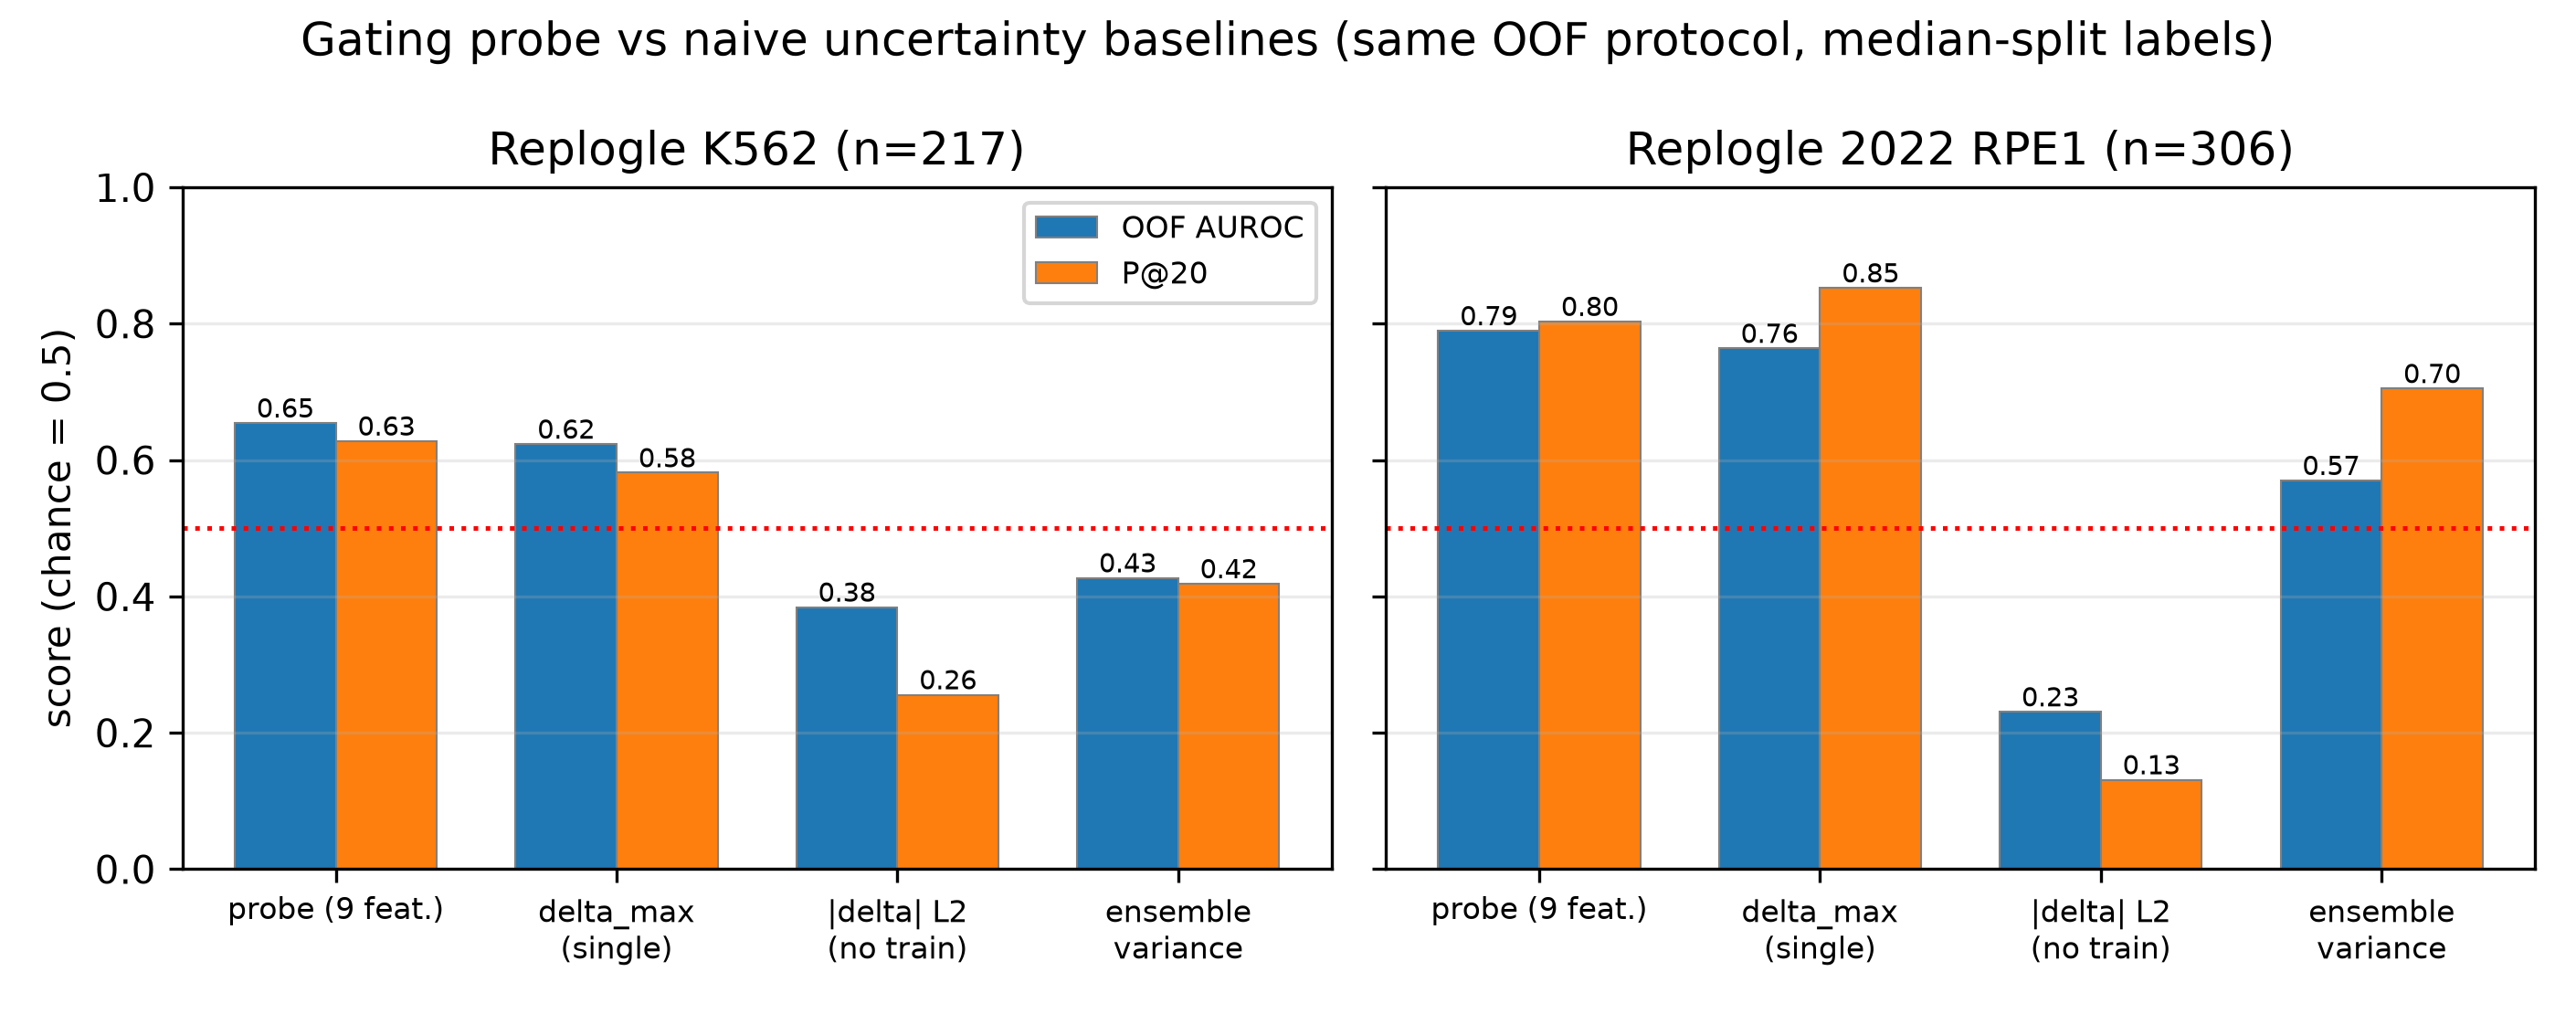 Gating probe vs naive uncertainty baselines (same OOF protocol, median-split labels)
Replogle K562 (n=217)
score (chance = 0.5)
1.0
0.8
0.6
0.4
0.2
0.0
OOF AUROC
P@20
0.65
0.63
0.62
0.58
0.38
0.26
0.43
0.42
probe (9 feat.)
delta_max
(single)
|delta| L2
(no train)
ensemble
variance
Replogle 2022 RPE1 (n=306)
0.79
0.80
0.76
0.85
0.23
0.13
0.57
0.70
probe (9 feat.)
delta_max
(single)
|delta| L2
(no train)
ensemble
variance